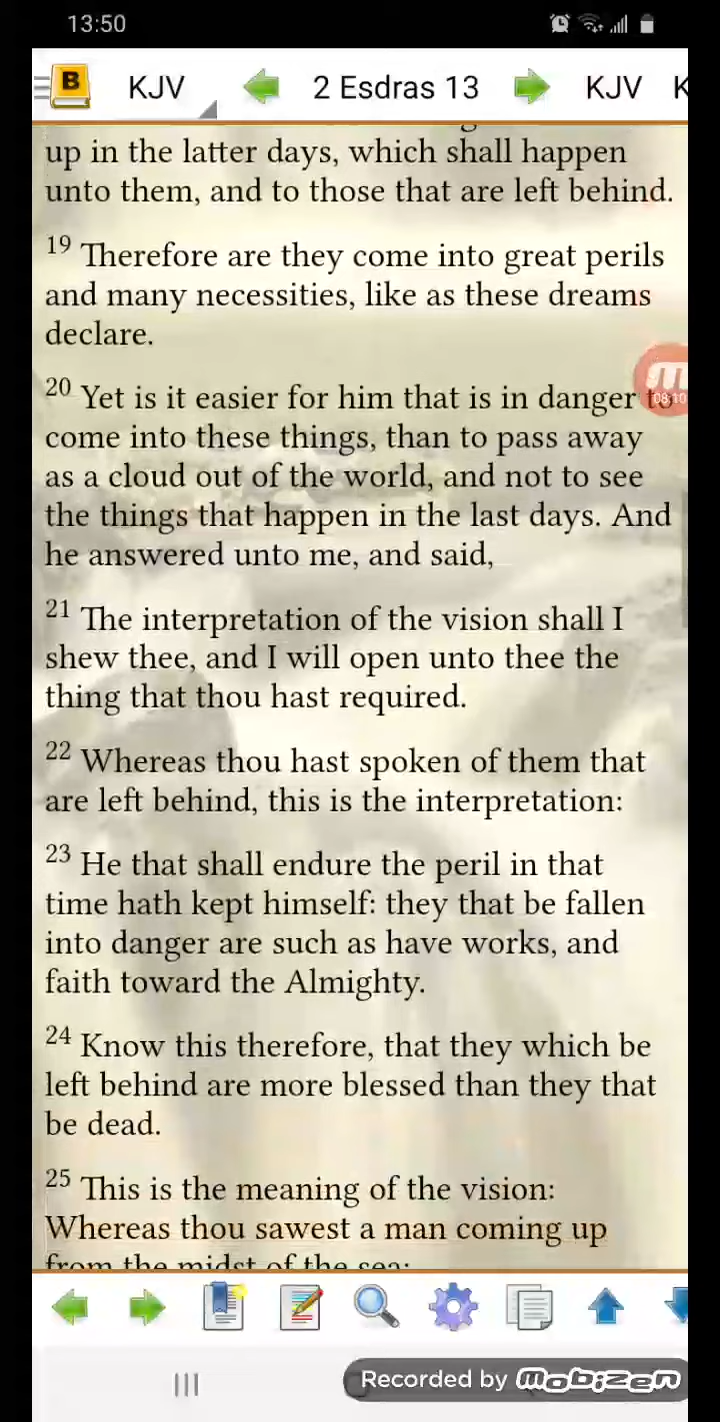 13:50
B KJV 2 Esdras 13 KJV K
up in the latter days, which shall happen
unto them, and to those that are left behind.
19 Therefore are they come into great perils
and many necessities, like as these dreams
declare.
20 Yet is it easier for him that is in danger to
08:10
come into these things, than to pass away
as a cloud out of the world, and not to see
the things that happen in the last days. And
he answered unto me, and said,
21 The interpretation of the vision shall I
shew thee, and I will open unto thee the
thing that thou hast required.
22 Whereas thou hast spoken of them that
are left behind, this is the interpretation:
23 He that shall endure the peril in that
time hath kept himself: they that be fallen
into danger are such as have works, and
faith toward the Almighty.
24 Know this therefore, that they which be
left behind are more blessed than they that
be dead.
25 This is the meaning of the vision:
Whereas thou sawest a man coming up
from the midst of the sea:
Recorded by mobizen